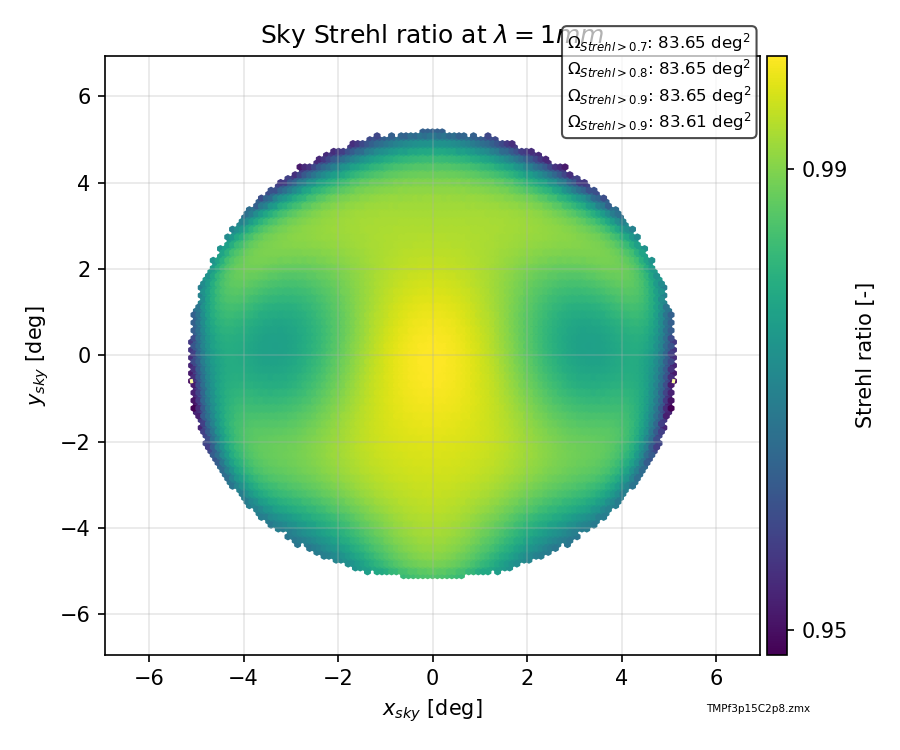 Sky Strehl ratio at λ = 1mm
Ω_Strehl>0.7: 83.65 deg²
Ω_Strehl>0.8: 83.65 deg²
Ω_Strehl>0.9: 83.65 deg²
Ω_Strehl>0.9: 83.61 deg²
6
4
2
0
−2
−4
−6
y_sky [deg]
−6 −4 −2 0 2 4 6
x_sky [deg]
0.99
0.95
Strehl ratio [-]
TMPf3p15C2p8.zmx